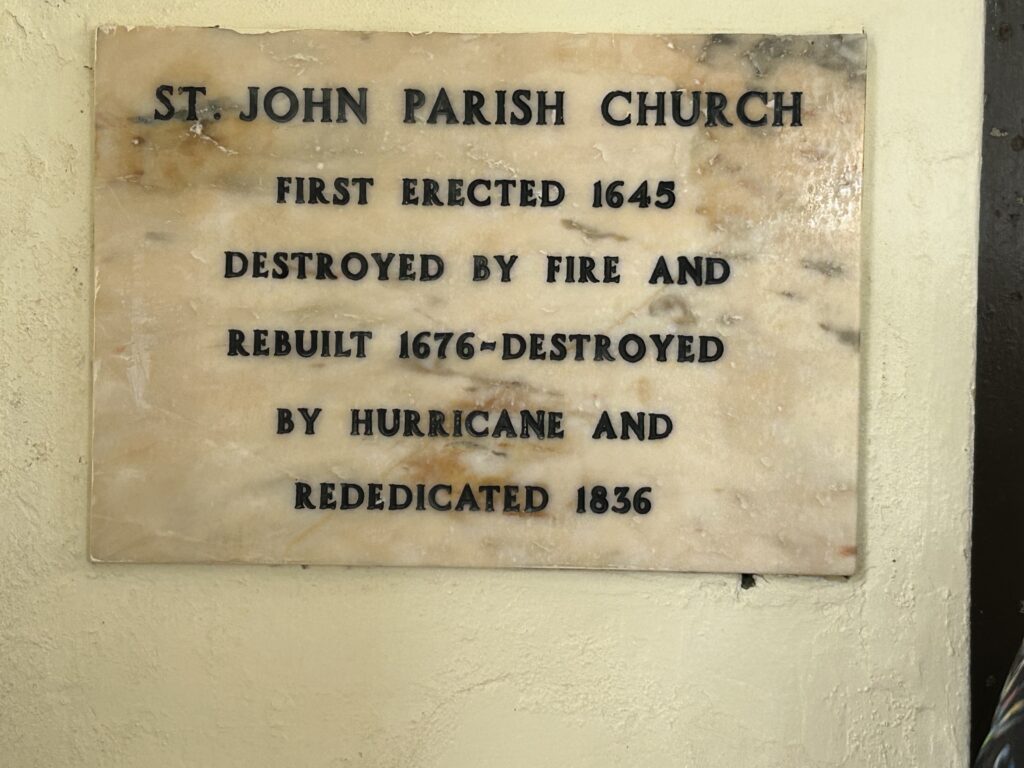 ST. JOHN PARISH CHURCH
FIRST ERECTED 1645
DESTROYED BY FIRE AND
REBUILT 1676-DESTROYED
BY HURRICANE AND
REDEDICATED 1836